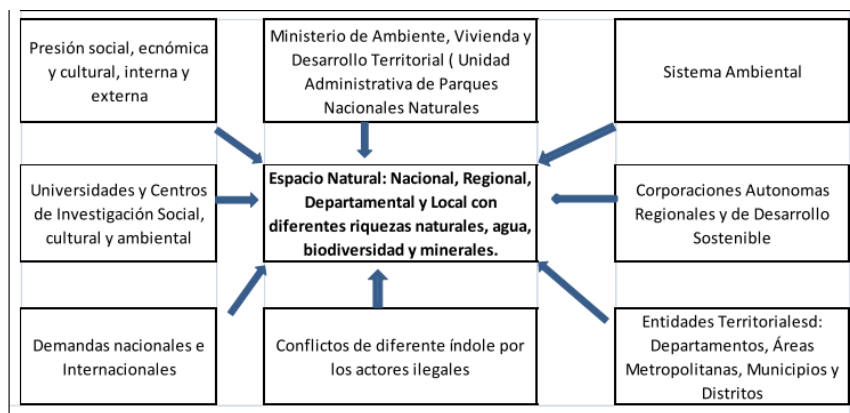 Presión social, ecnómica
y cultural, interna y
externa
Ministerio de Ambiente, Vivienda y
Desarrollo Territorial ( Unidad
Administrativa de Parques
Nacionales Naturales
Sistema Ambiental
Universidades y Centros
de Investigación Social,
cultural y ambiental
Espacio Natural: Nacional, Regional,
Departamental y Local con
diferentes riquezas naturales, agua,
biodiversidad y minerales.
Corporaciones Autonomas
Regionales y de Desarrollo
Sostenible
Demandas nacionales e
Internacionales
Conflictos de diferente índole por
los actores ilegales
Entidades Territorialesd:
Departamentos, Áreas
Metropolitanas, Municipios y
Distritos